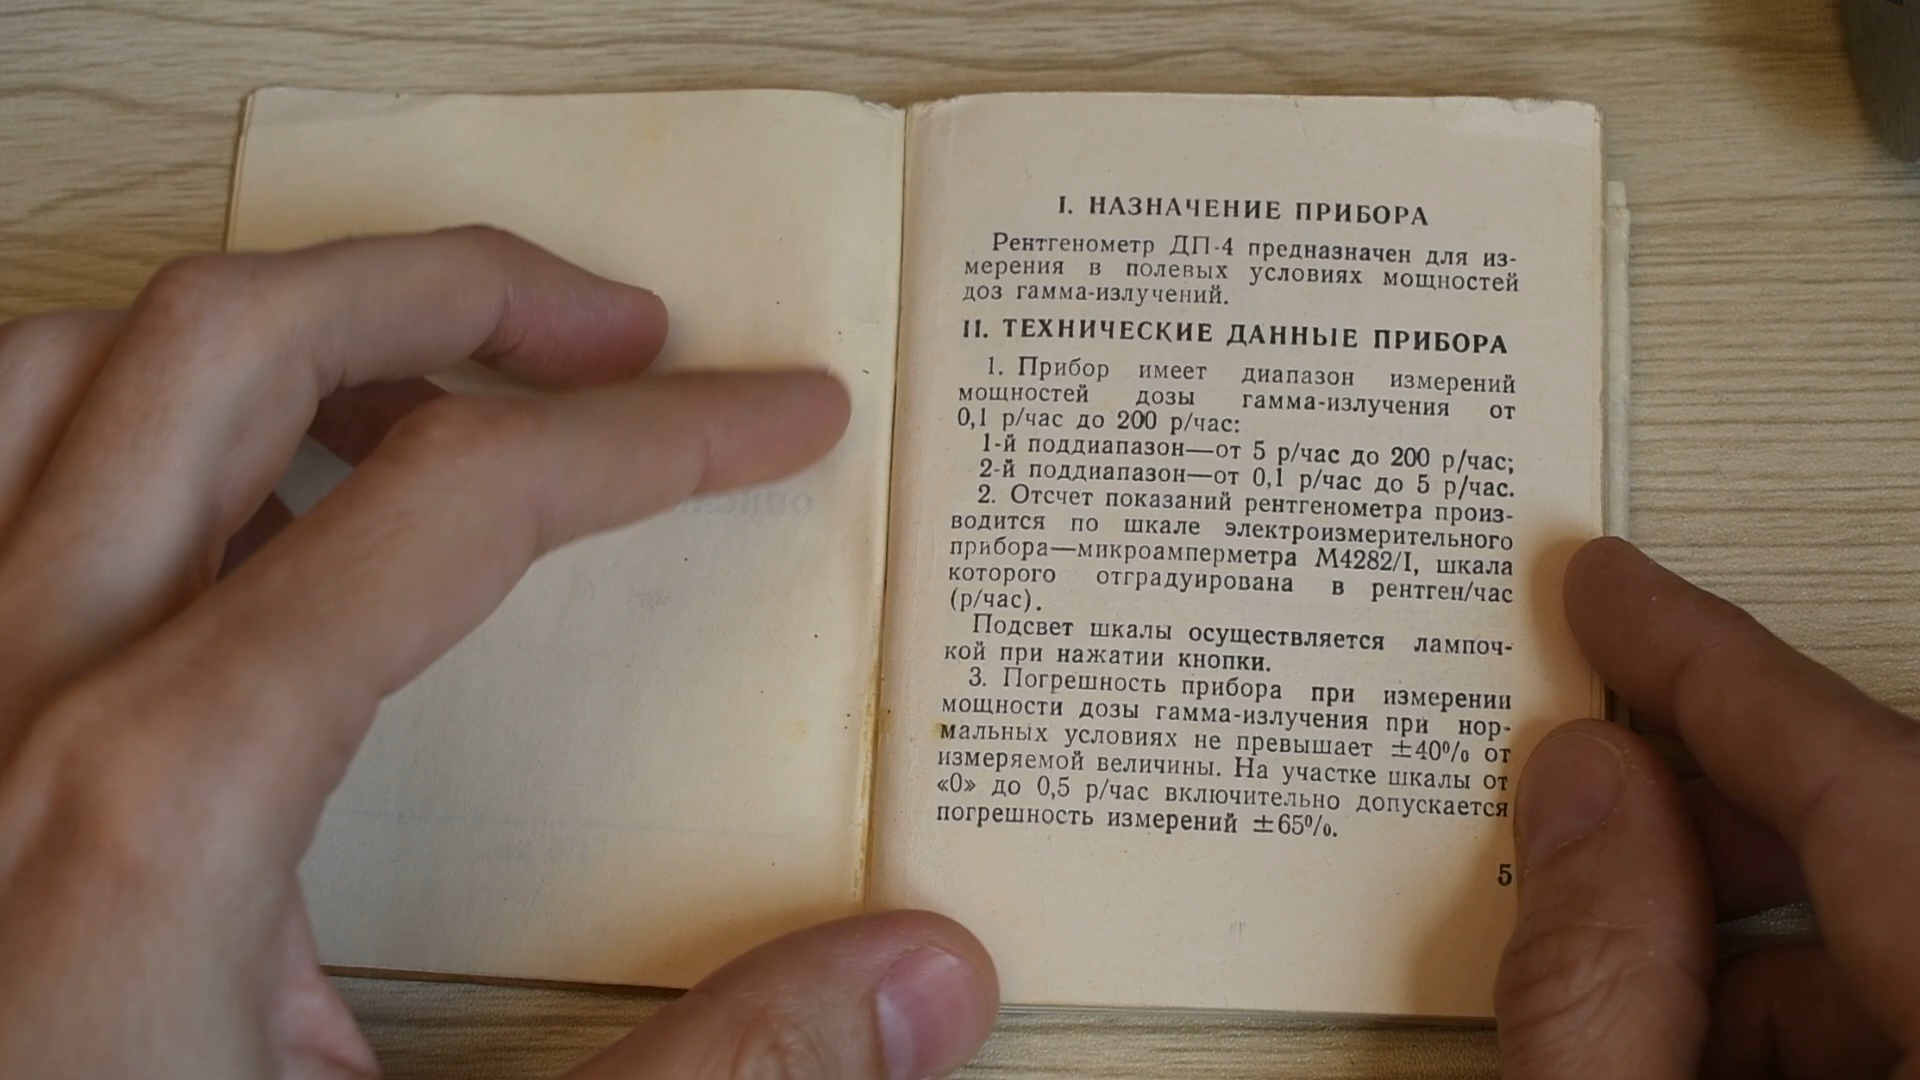 I. НАЗНАЧЕНИЕ ПРИБОРА
Рентгенометр ДП-4 предназначен для из-
мерения в полевых условиях мощностей
доз гамма-излучений.
II. ТЕХНИЧЕСКИЕ ДАННЫЕ ПРИБОРА
1. Прибор имеет диапазон измерений
мощностей дозы гамма-излучения от
0,1 р/час до 200 р/час:
1-й поддиапазон—от 5 р/час до 200 р/час;
2-й поддиапазон—от 0,1 р/час до 5 р/час.
2. Отсчет показаний рентгенометра произ-
водится по шкале электроизмерительного
прибора—микроамперметра М4282/I, шкала
которого отградуирована в рентген/час
(р/час).
Подсвет шкалы осуществляется лампоч-
кой при нажатии кнопки.
3. Погрешность прибора при измерении
мощности дозы гамма-излучения при нор-
мальных условиях не превышает ±40% от
измеряемой величины. На участке шкалы от
«0» до 0,5 р/час включительно допускается
погрешность измерений ±65%.
5